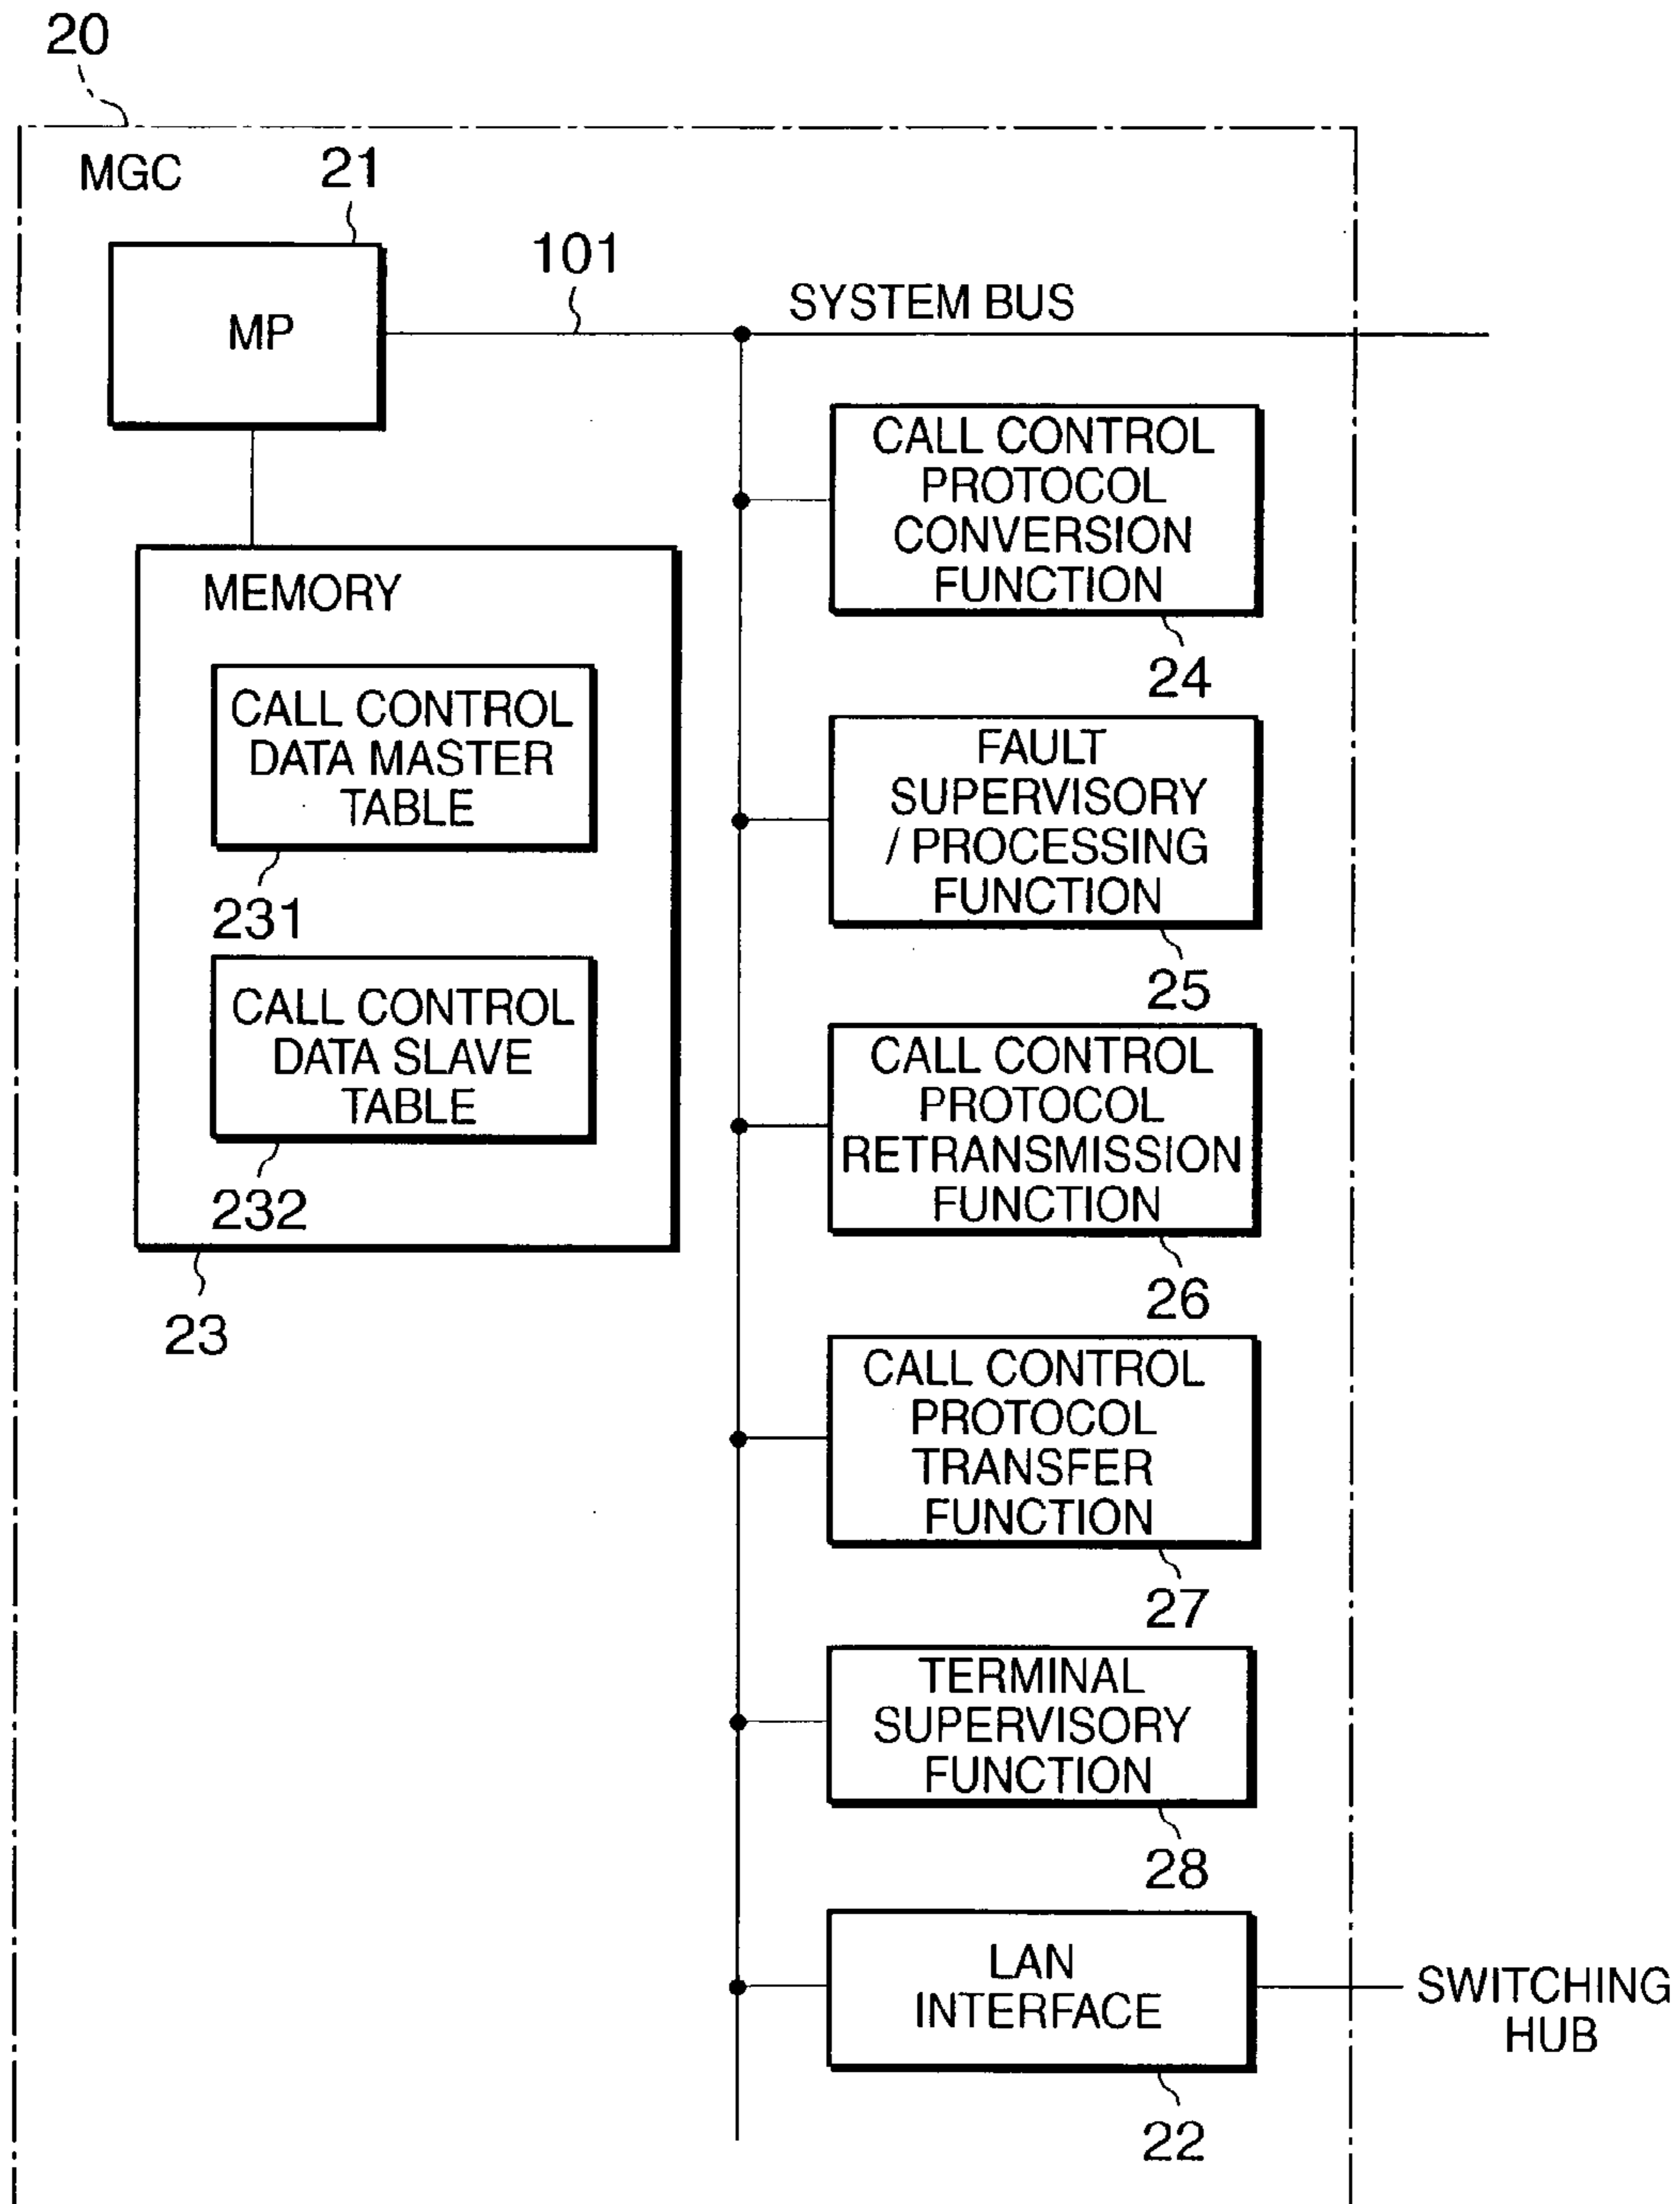 20
MGC
21
MP
101
SYSTEM BUS
MEMORY
CALL CONTROL
DATA MASTER
TABLE
231
CALL CONTROL
DATA SLAVE
TABLE
232
23
CALL CONTROL
PROTOCOL
CONVERSION
FUNCTION
24
FAULT
SUPERVISORY
/ PROCESSING
FUNCTION
25
CALL CONTROL
PROTOCOL
RETRANSMISSION
FUNCTION
26
CALL CONTROL
PROTOCOL
TRANSFER
FUNCTION
27
TERMINAL
SUPERVISORY
FUNCTION
28
LAN
INTERFACE
22
SWITCHING
HUB